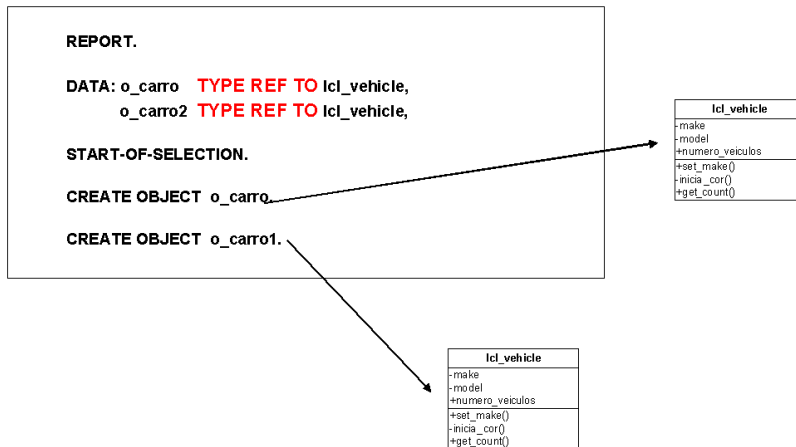 REPORT.
DATA: o_carro TYPE REF TO lcl_vehicle,
o_carro2 TYPE REF TO lcl_vehicle,
START-OF-SELECTION.
CREATE OBJECT o_carro.
CREATE OBJECT o_carro1.
lcl_vehicle
-make
-model
+numero_veiculos
+set_make()
-inicia_cor()
+get_count()
lcl_vehicle
-make
-model
+numero_veiculos
+set_make()
-inicia_cor()
+get_count()